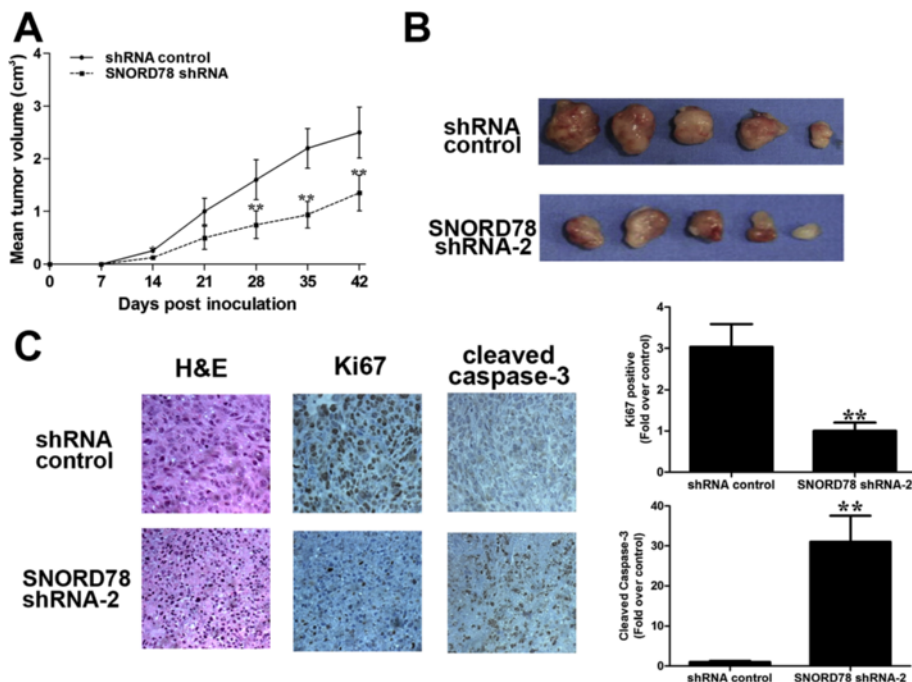 A
shRNA control
SNORD78 shRNA
Mean tumor volume (cm³)
4
3
2
1
0
**
**
**
0 7 14 21 28 35 42
Days post inoculation
B
shRNA
control
SNORD78
shRNA-2
C
H&E
Ki67
cleaved
caspase-3
shRNA
control
SNORD78
shRNA-2
Ki67 positive
(Fold over control)
4
3
2
1
0
**
shRNA control
SNORD78 shRNA-2
Cleaved Caspase-3
(Fold over control)
40
30
20
10
0
**
shRNA control
SNORD78 shRNA-2